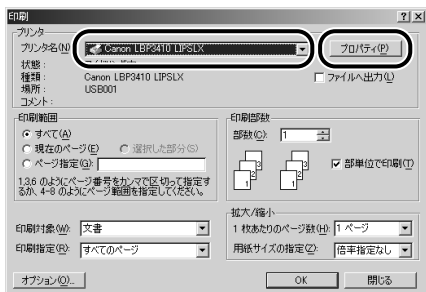 印刷
プリンタ
プリンタ名(N): Canon LBP3410 LIPSLX プロパティ(P)
状態:
種類: Canon LBP3410 LIPSLX ファイルへ出力(L)
場所: USB001
コメント:
印刷範囲
すべて(A)
現在のページ(E) 選択した部分(S)
ページ指定(G):
1,3,6 のようにページ番号をカンマで区切って指定す
るか、4-8 のようにページ範囲を指定してください。
印刷部数
部数(C): 1
部単位で印刷(T)
印刷対象(W): 文書
印刷指定(R): すべてのページ
拡大/縮小
1 枚あたりのページ数(H): 1 ページ
用紙サイズの指定(Z): 倍率指定なし
オプション(O)... OK 閉じる